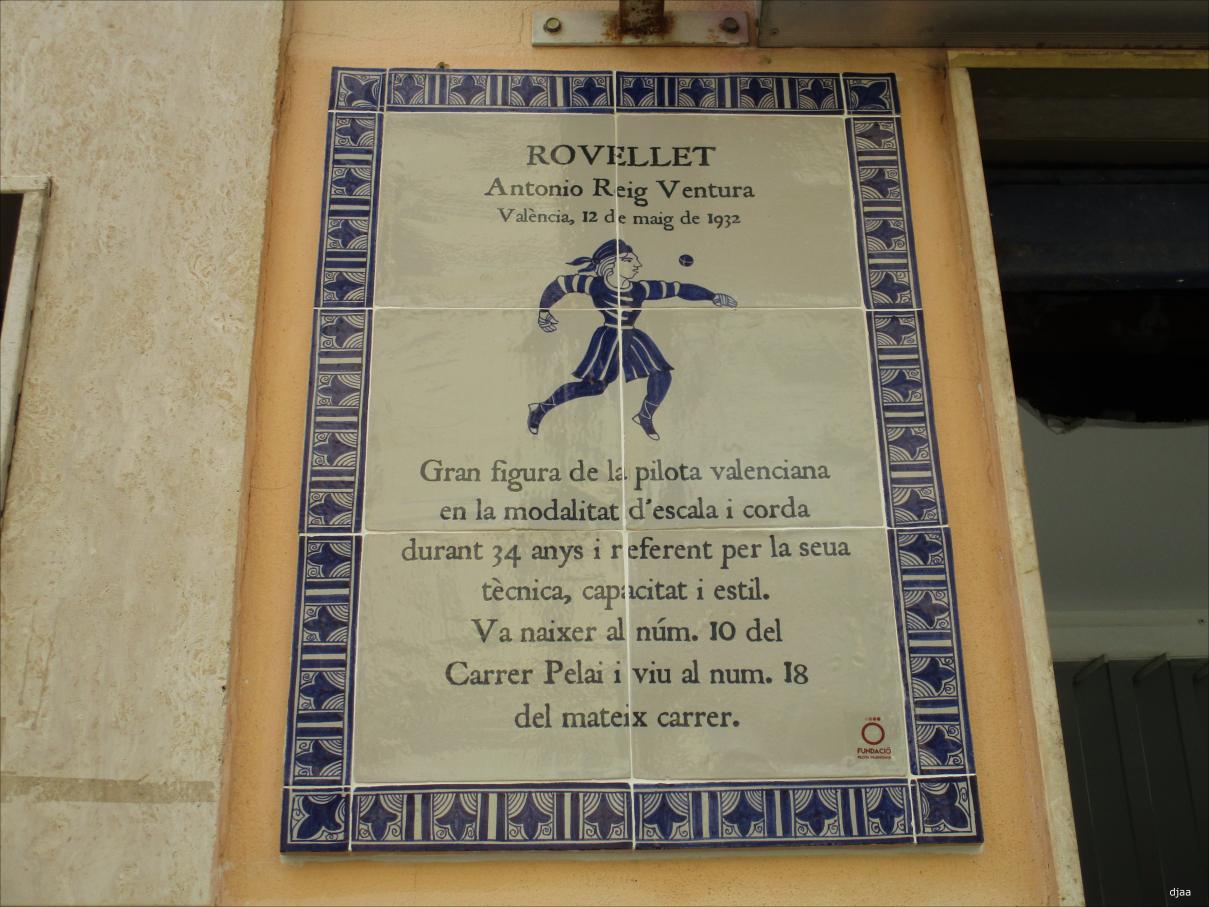 ROVELLET
Antonio Reig Ventura
València, 12 de maig de 1932
Gran figura de la pilota valenciana
en la modalitat d'escala i corda
durant 34 anys i referent per la seua
tècnica, capacitat i estil.
Va naixer al núm. 10 del
Carrer Pelai i viu al num. 18
del mateix carrer.
FUNDACIÓ
PILOTA VALENCIANA
djaa